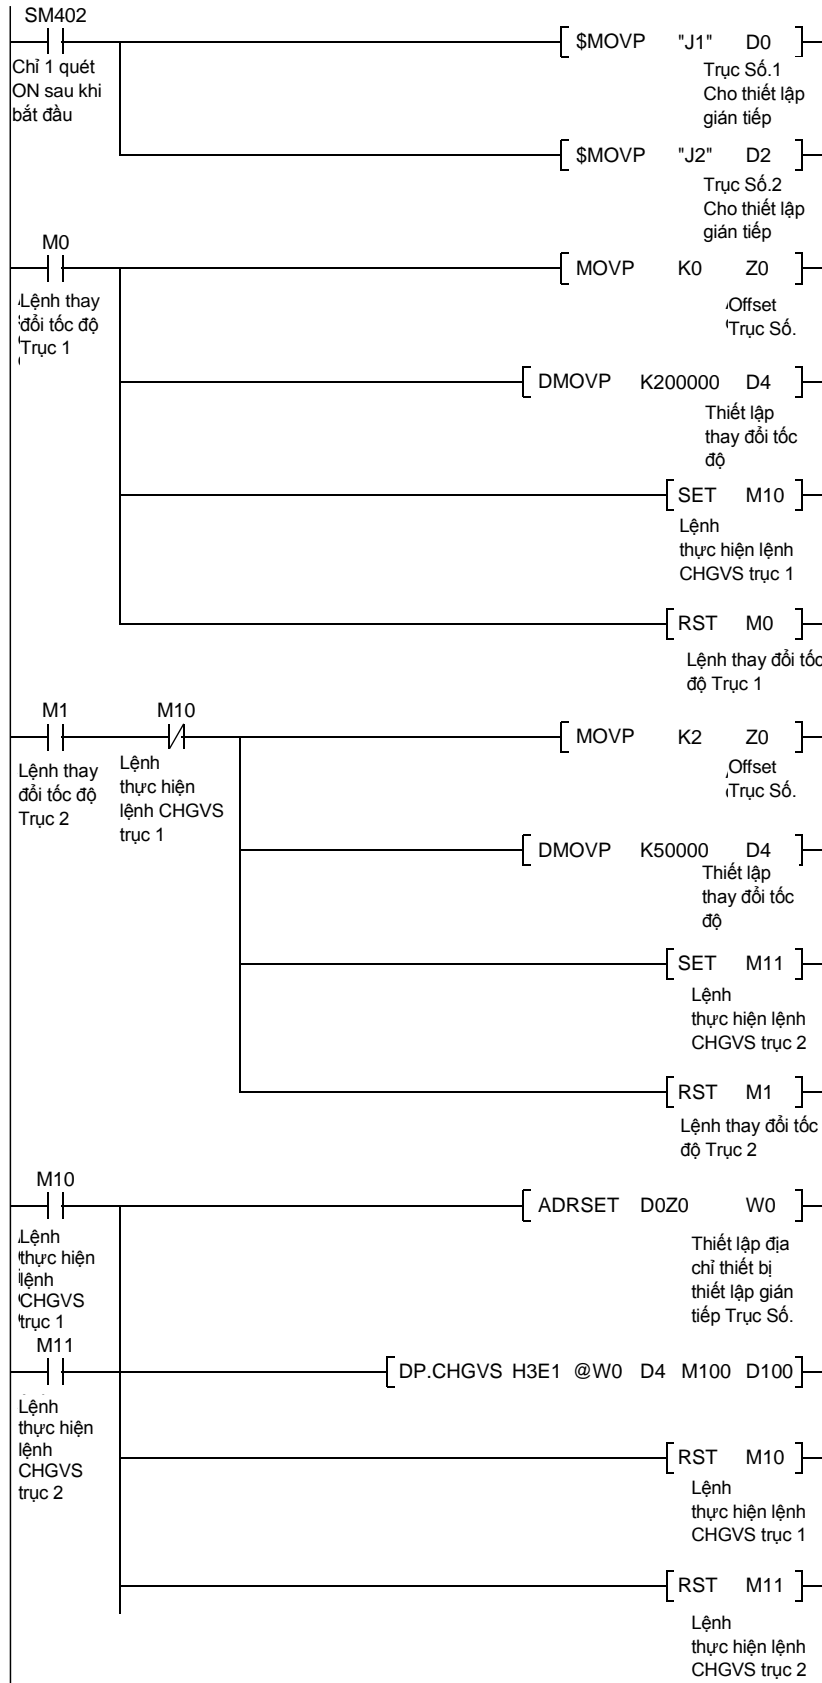 SM402
$MOVP "J1" D0
Chỉ 1 quét
ON sau khi
bắt đầu
Trục Số.1
Cho thiết lập
gián tiếp
$MOVP "J2" D2
Trục Số.2
Cho thiết lập
gián tiếp
M0
MOVP K0 Z0
Lệnh thay
đổi tốc độ
Trục 1
Offset
Trục Số.
DMOVP K200000 D4
Thiết lập
thay đổi tốc
độ
SET M10
Lệnh
thực hiện lệnh
CHGVS trục 1
RST M0
Lệnh thay đổi tốc
độ Trục 1
M1 M10
MOVP K2 Z0
Lệnh thay
đổi tốc độ
Trục 2
Lệnh
thực hiện
lệnh CHGVS
trục 1
Offset
Trục Số.
DMOVP K50000 D4
Thiết lập
thay đổi tốc
độ
SET M11
Lệnh
thực hiện lệnh
CHGVS trục 2
RST M1
Lệnh thay đổi tốc
độ Trục 2
M10
ADRSET D0Z0 W0
Lệnh
thực hiện
lệnh
CHGVS
trục 1
Thiết lập địa
chỉ thiết bị
thiết lập gián
tiếp Trục Số.
M11
DP.CHGVS H3E1 @W0 D4 M100 D100
Lệnh
thực hiện
lệnh
CHGVS
trục 2
RST M10
Lệnh
thực hiện lệnh
CHGVS trục 1
RST M11
Lệnh
thực hiện lệnh
CHGVS trục 2